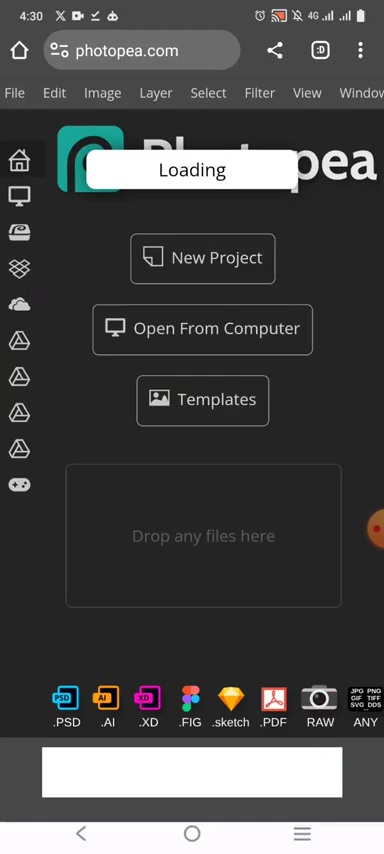 4:30 4G
photopea.com :D
File Edit Image Layer Select Filter View Window
Photopea
Loading
New Project
Open From Computer
Templates
Drop any files here
PSD AI XD JPG PNG
GIF TIFF
SVG DDS
.PSD .AI .XD .FIG .sketch .PDF RAW ANY